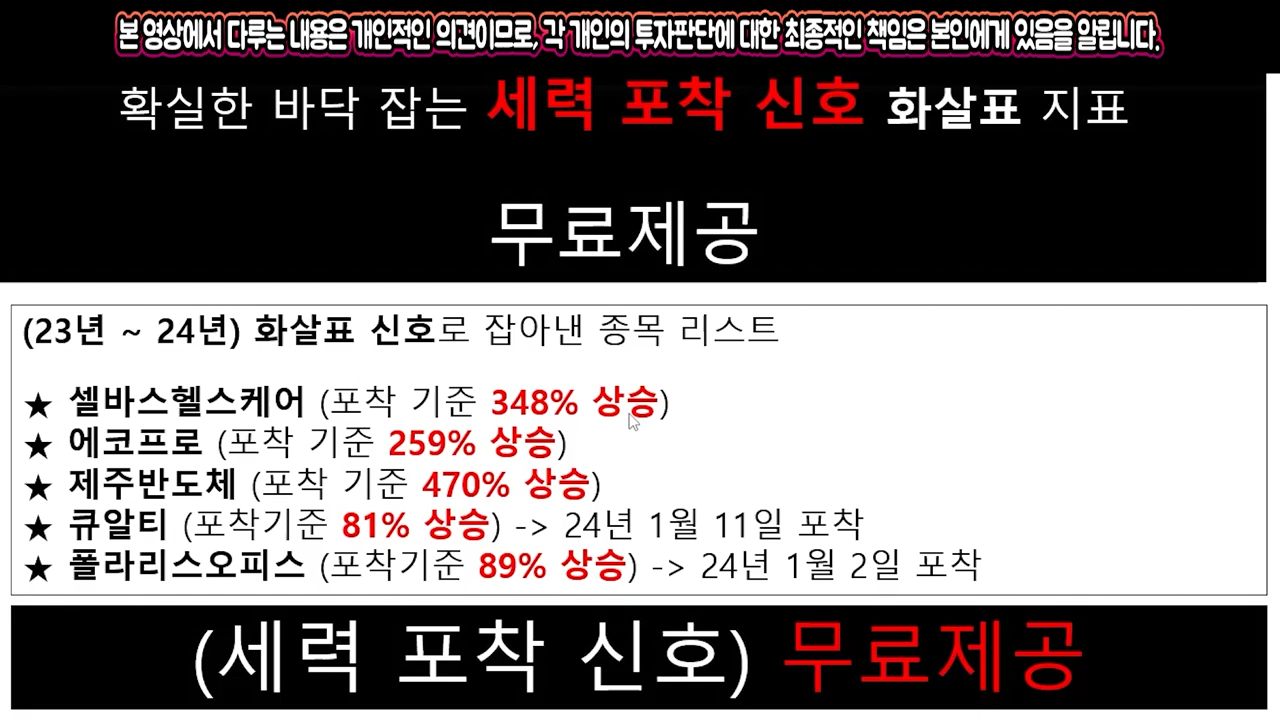 본 영상에서 다루는 내용은 개인적인 의견이므로, 각 개인의 투자판단에 대한 최종적인 책임은 본인에게 있음을 알립니다.
확실한 바닥 잡는 세력 포착 신호 화살표 지표
무료제공
(23년 ~ 24년) 화살표 신호로 잡아낸 종목 리스트
★ 셀바스헬스케어 (포착 기준 348% 상승)
★ 에코프로 (포착 기준 259% 상승)
★ 제주반도체 (포착 기준 470% 상승)
★ 큐알티 (포착기준 81% 상승) -> 24년 1월 11일 포착
★ 폴라리스오피스 (포착기준 89% 상승) -> 24년 1월 2일 포착
(세력 포착 신호) 무료제공